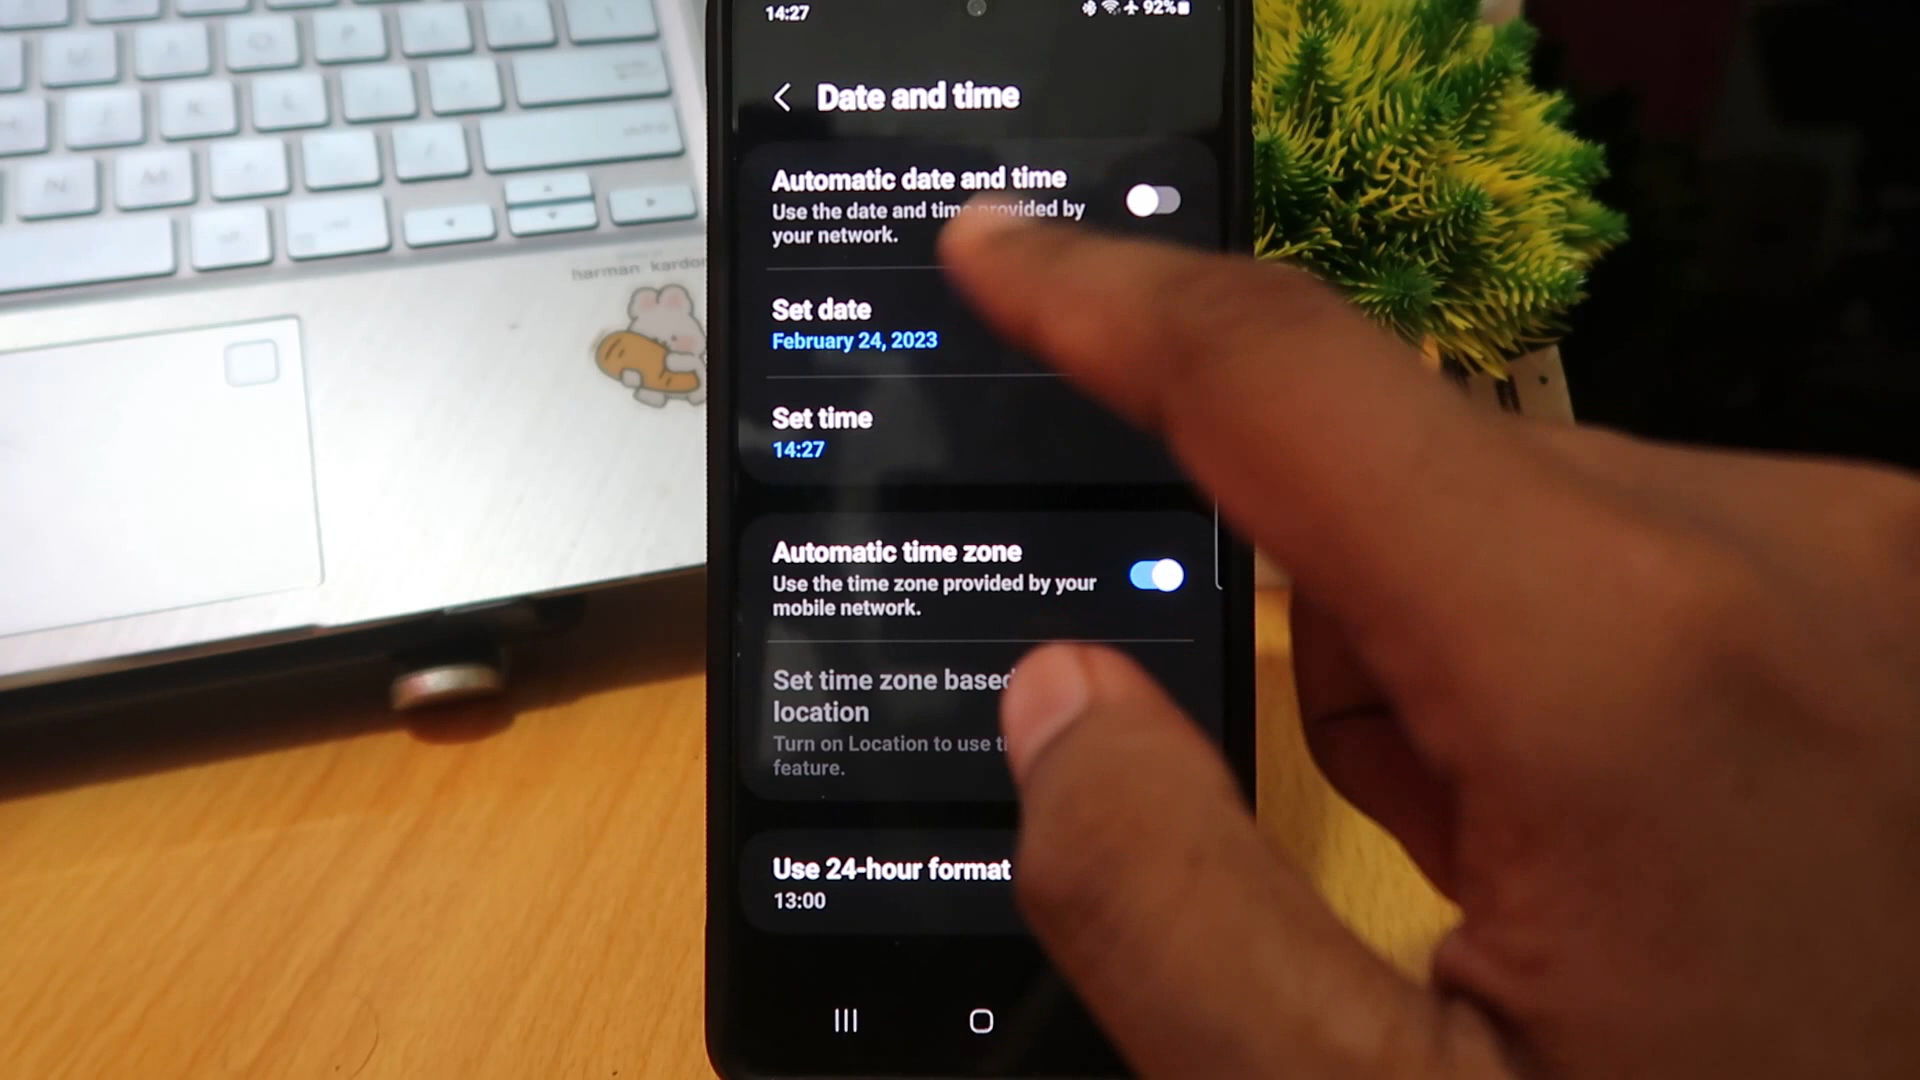 14:27
92%
Date and time
Automatic date and time
Use the date and time provided by
your network.
Set date
February 24, 2023
Set time
14:27
Automatic time zone
Use the time zone provided by your
mobile network.
Set time zone based
location
Turn on Location to use
feature.
Use 24-hour format
13:00
harman kardon